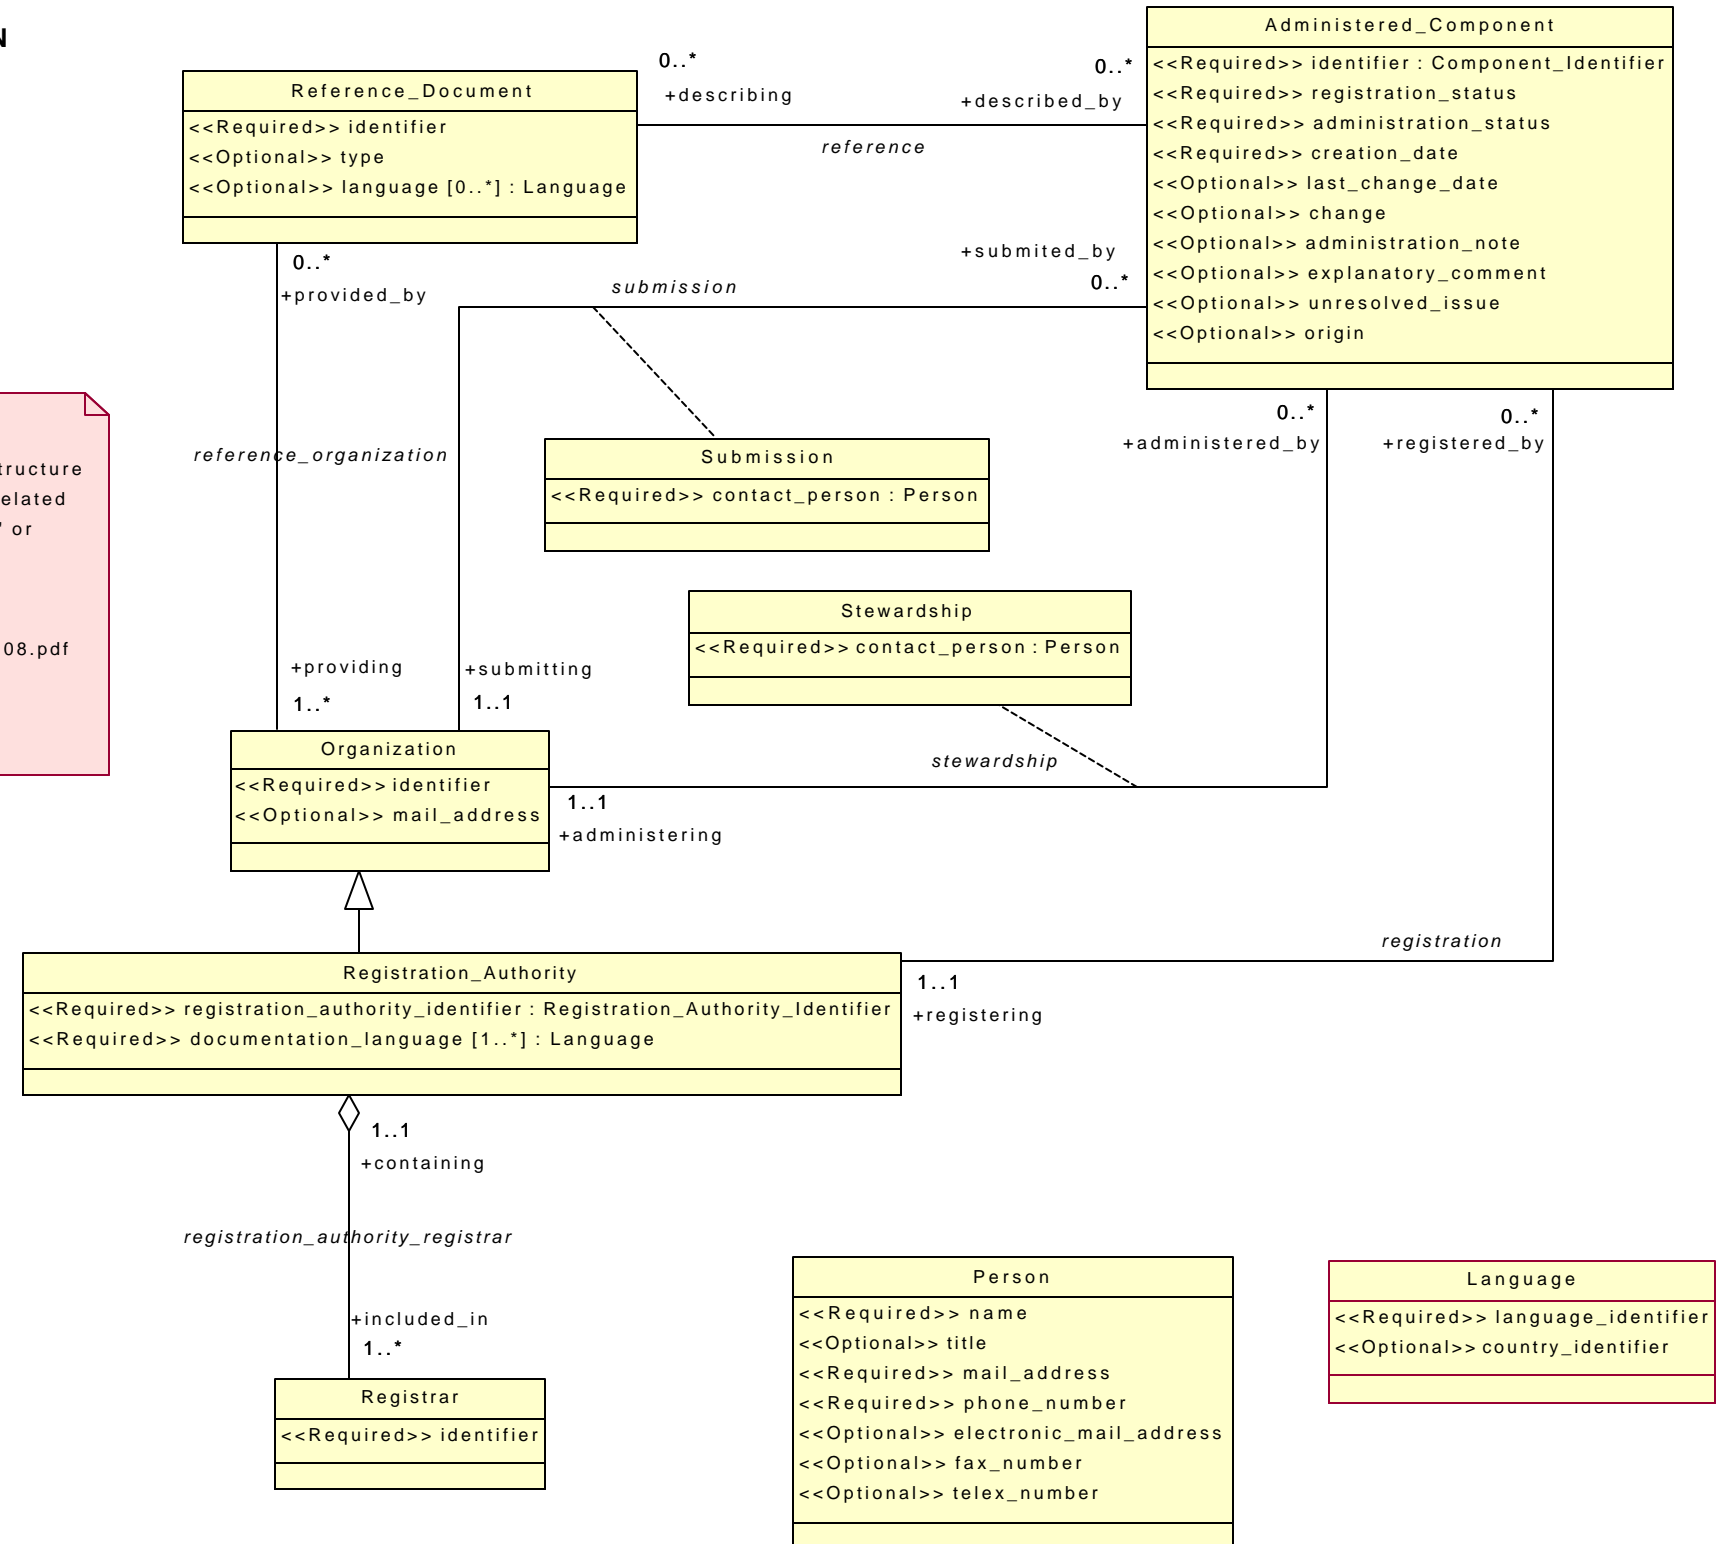 N
Administered_Component
<<Required>> identifier : Component_Identifier
<<Required>> registration_status
<<Required>> administration_status
<<Required>> creation_date
<<Optional>> last_change_date
<<Optional>> change
<<Optional>> administration_note
<<Optional>> explanatory_comment
<<Optional>> unresolved_issue
<<Optional>> origin
Reference_Document
<<Required>> identifier
<<Optional>> type
<<Optional>> language [0..*] : Language
0..*
+describing
0..*
+described_by
reference
+submited_by
0..*
submission
0..*
+provided_by
reference_organization
tructure
elated
" or
08.pdf
Submission
<<Required>> contact_person : Person
0..*
+administered_by
0..*
+registered_by
Stewardship
<<Required>> contact_person : Person
+providing
1..*
+submitting
1..1
stewardship
Organization
<<Required>> identifier
<<Optional>> mail_address
1..1
+administering
registration
Registration_Authority
<<Required>> registration_authority_identifier : Registration_Authority_Identifier
<<Required>> documentation_language [1..*] : Language
1..1
+registering
1..1
+containing
registration_authority_registrar
+included_in
1..*
Registrar
<<Required>> identifier
Person
<<Required>> name
<<Optional>> title
<<Required>> mail_address
<<Required>> phone_number
<<Optional>> electronic_mail_address
<<Optional>> fax_number
<<Optional>> telex_number
Language
<<Required>> language_identifier
<<Optional>> country_identifier